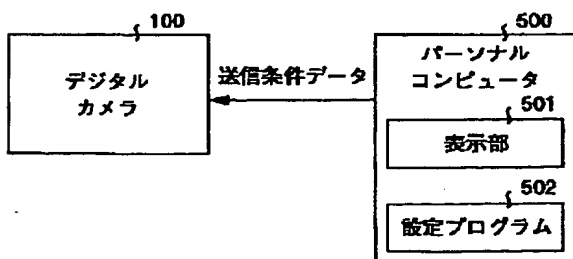 100
デジタル
カメラ
送信条件データ
500
パーソナル
コンピュータ
501
表示部
502
設定プログラム